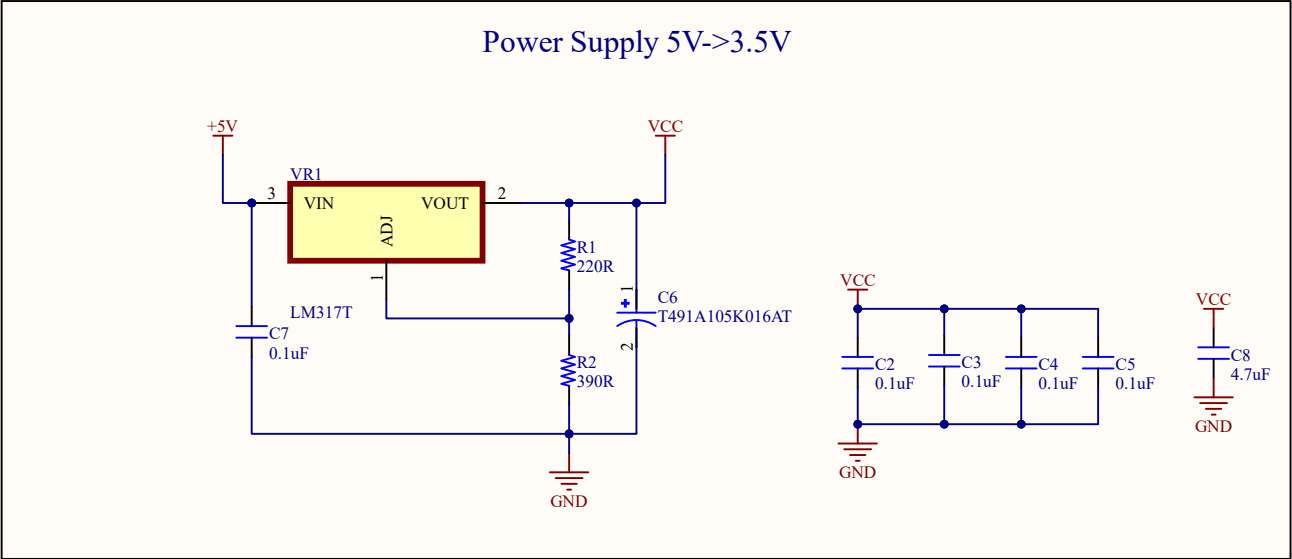 Power Supply 5V->3.5V
+5V
VCC
VR1
3
VIN
VOUT
2
ADJ
1
LM317T
R1
220R
C7
0.1uF
1
+
C6
T491A105K016AT
2
R2
390R
GND
VCC
C2
0.1uF
C3
0.1uF
C4
0.1uF
C5
0.1uF
GND
VCC
C8
4.7uF
GND